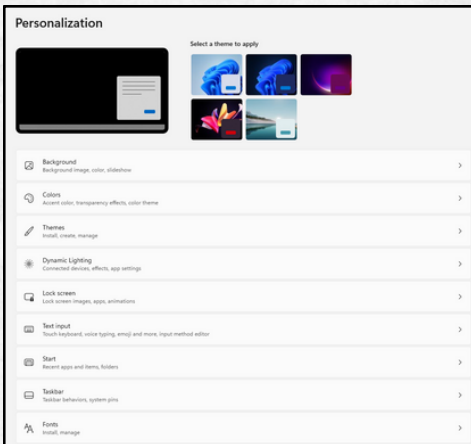 Personalization
Select a theme to apply
Background
Background image, color, slideshow
Colors
Accent color, transparency effects, color theme
Themes
Install, create, manage
Dynamic Lighting
Connected devices, effects, app settings
Lock screen
Lock screen images, apps, animations
Text input
Touch keyboard, voice typing, emoji and more, input method editor
Start
Recent apps and items, folders
Taskbar
Taskbar behaviors, system pins
Fonts
Install, manage